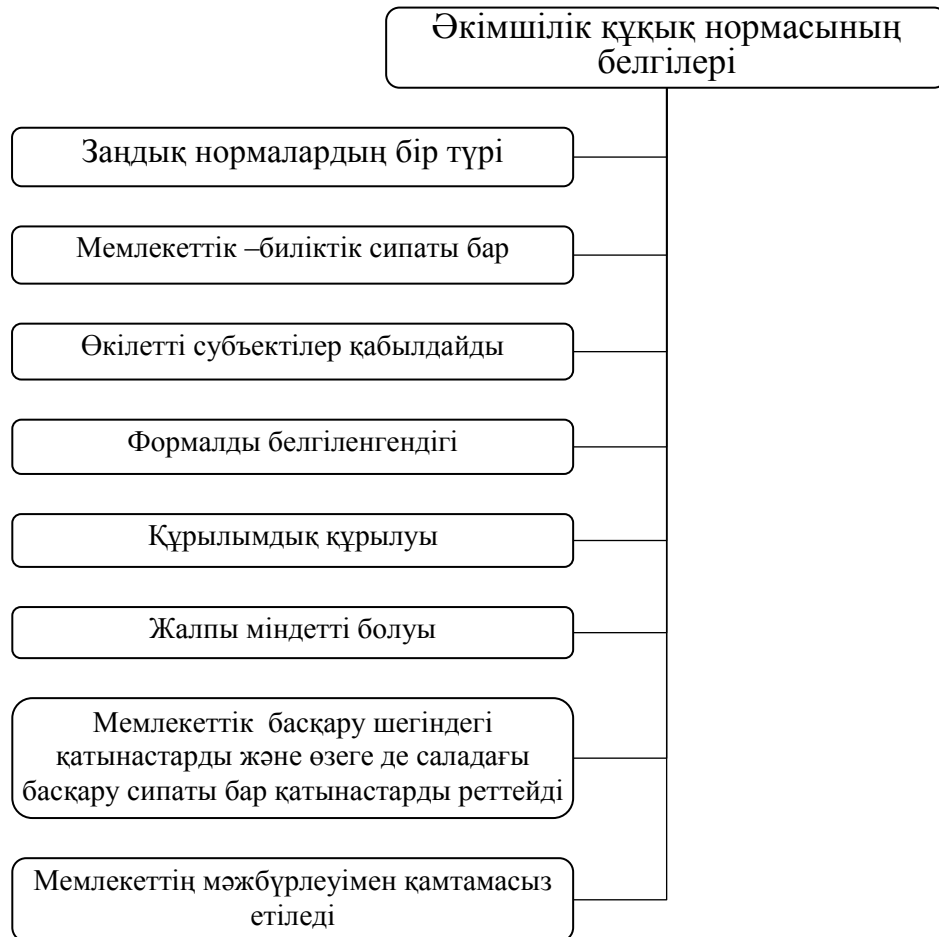 Әкімшілік құқық нормасының
белгілері
Заңдық нормалардың бір түрі
Мемлекеттік –биліктік сипаты бар
Өкілетті субъектілер қабылдайды
Формалды белгіленгендігі
Құрылымдық құрылуы
Жалпы міндетті болуы
Мемлекеттік басқару шегіндегі
қатынастарды және өзеге де саладағы
басқару сипаты бар қатынастарды реттейді
Мемлекеттің мәжбүрлеуімен қамтамасыз
етіледі